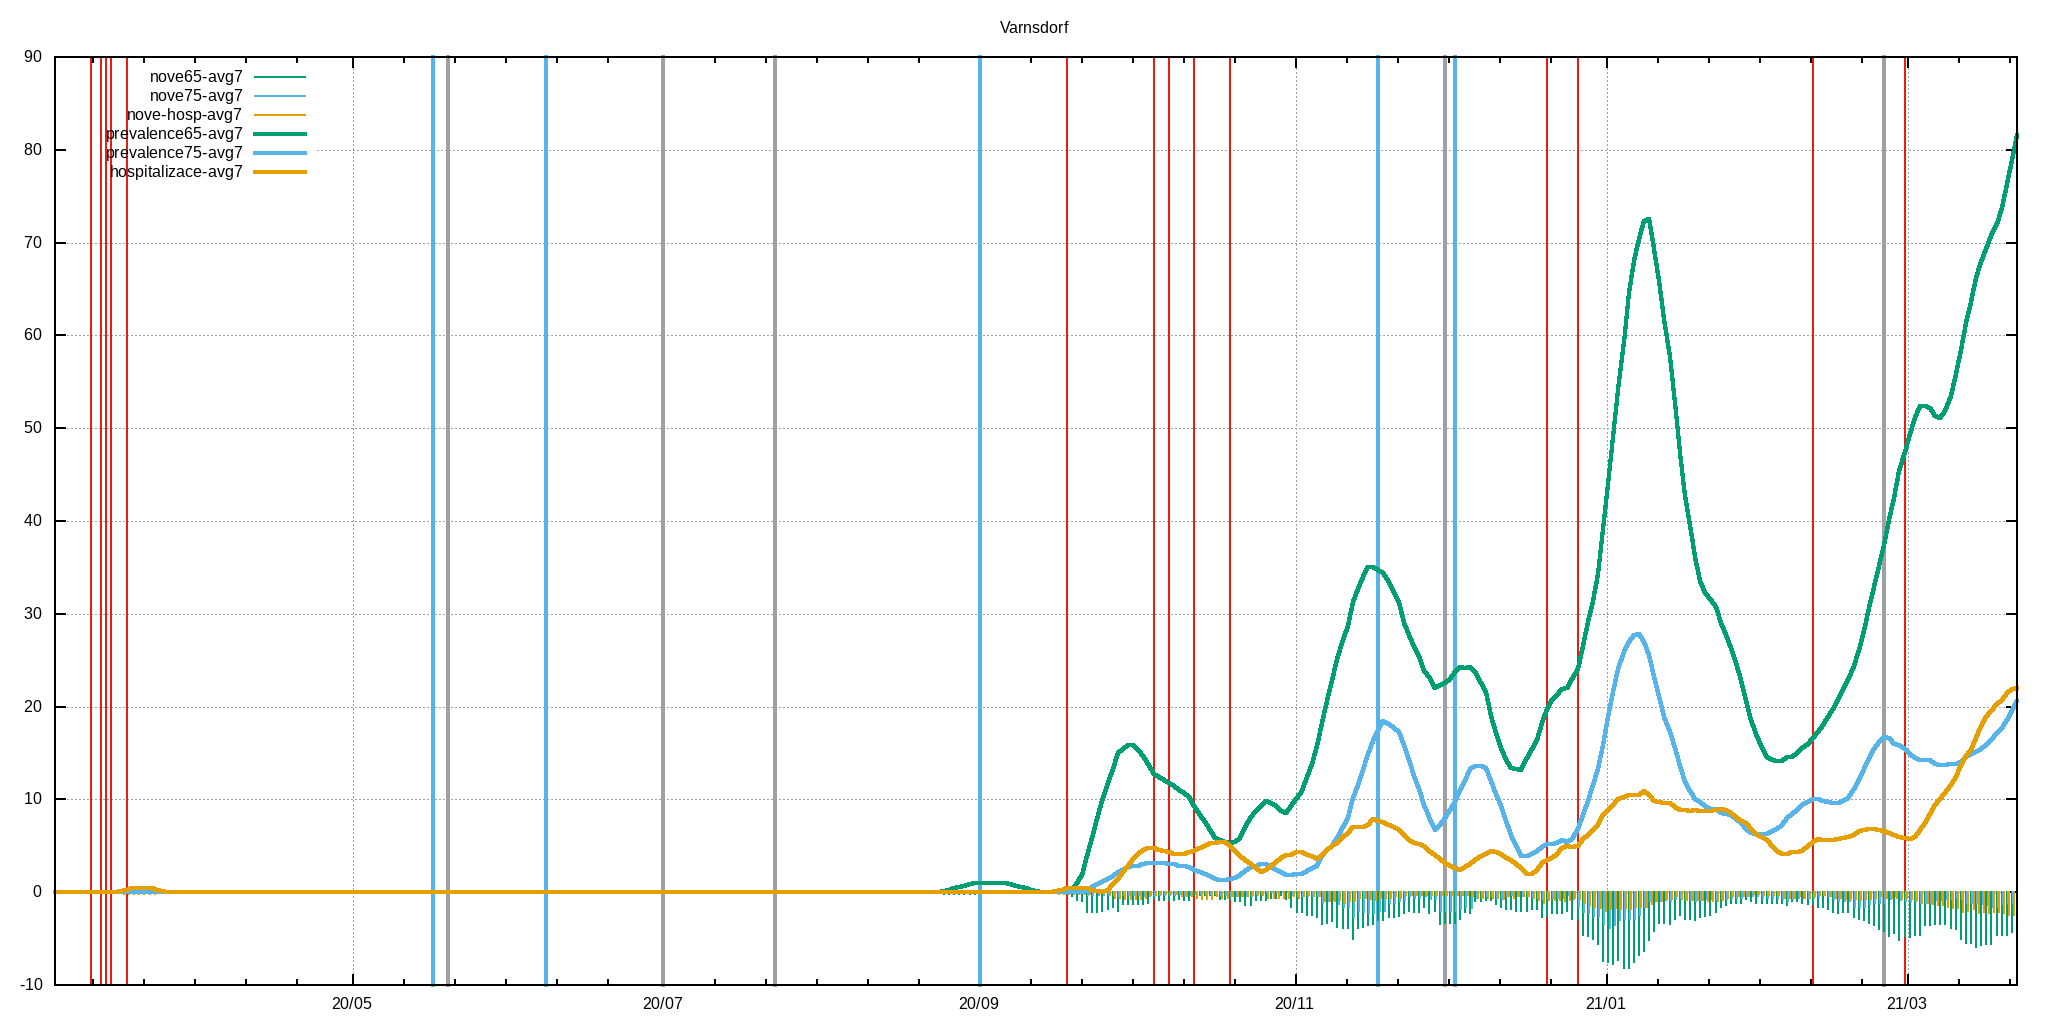 Varnsdorf
90
80
70
60
50
40
30
20
10
0
-10
nove65-avg7
nove75-avg7
nove-hosp-avg7
prevalence65-avg7
prevalence75-avg7
hospitalizace-avg7
20/05 20/07 20/09 20/11 21/01 21/03